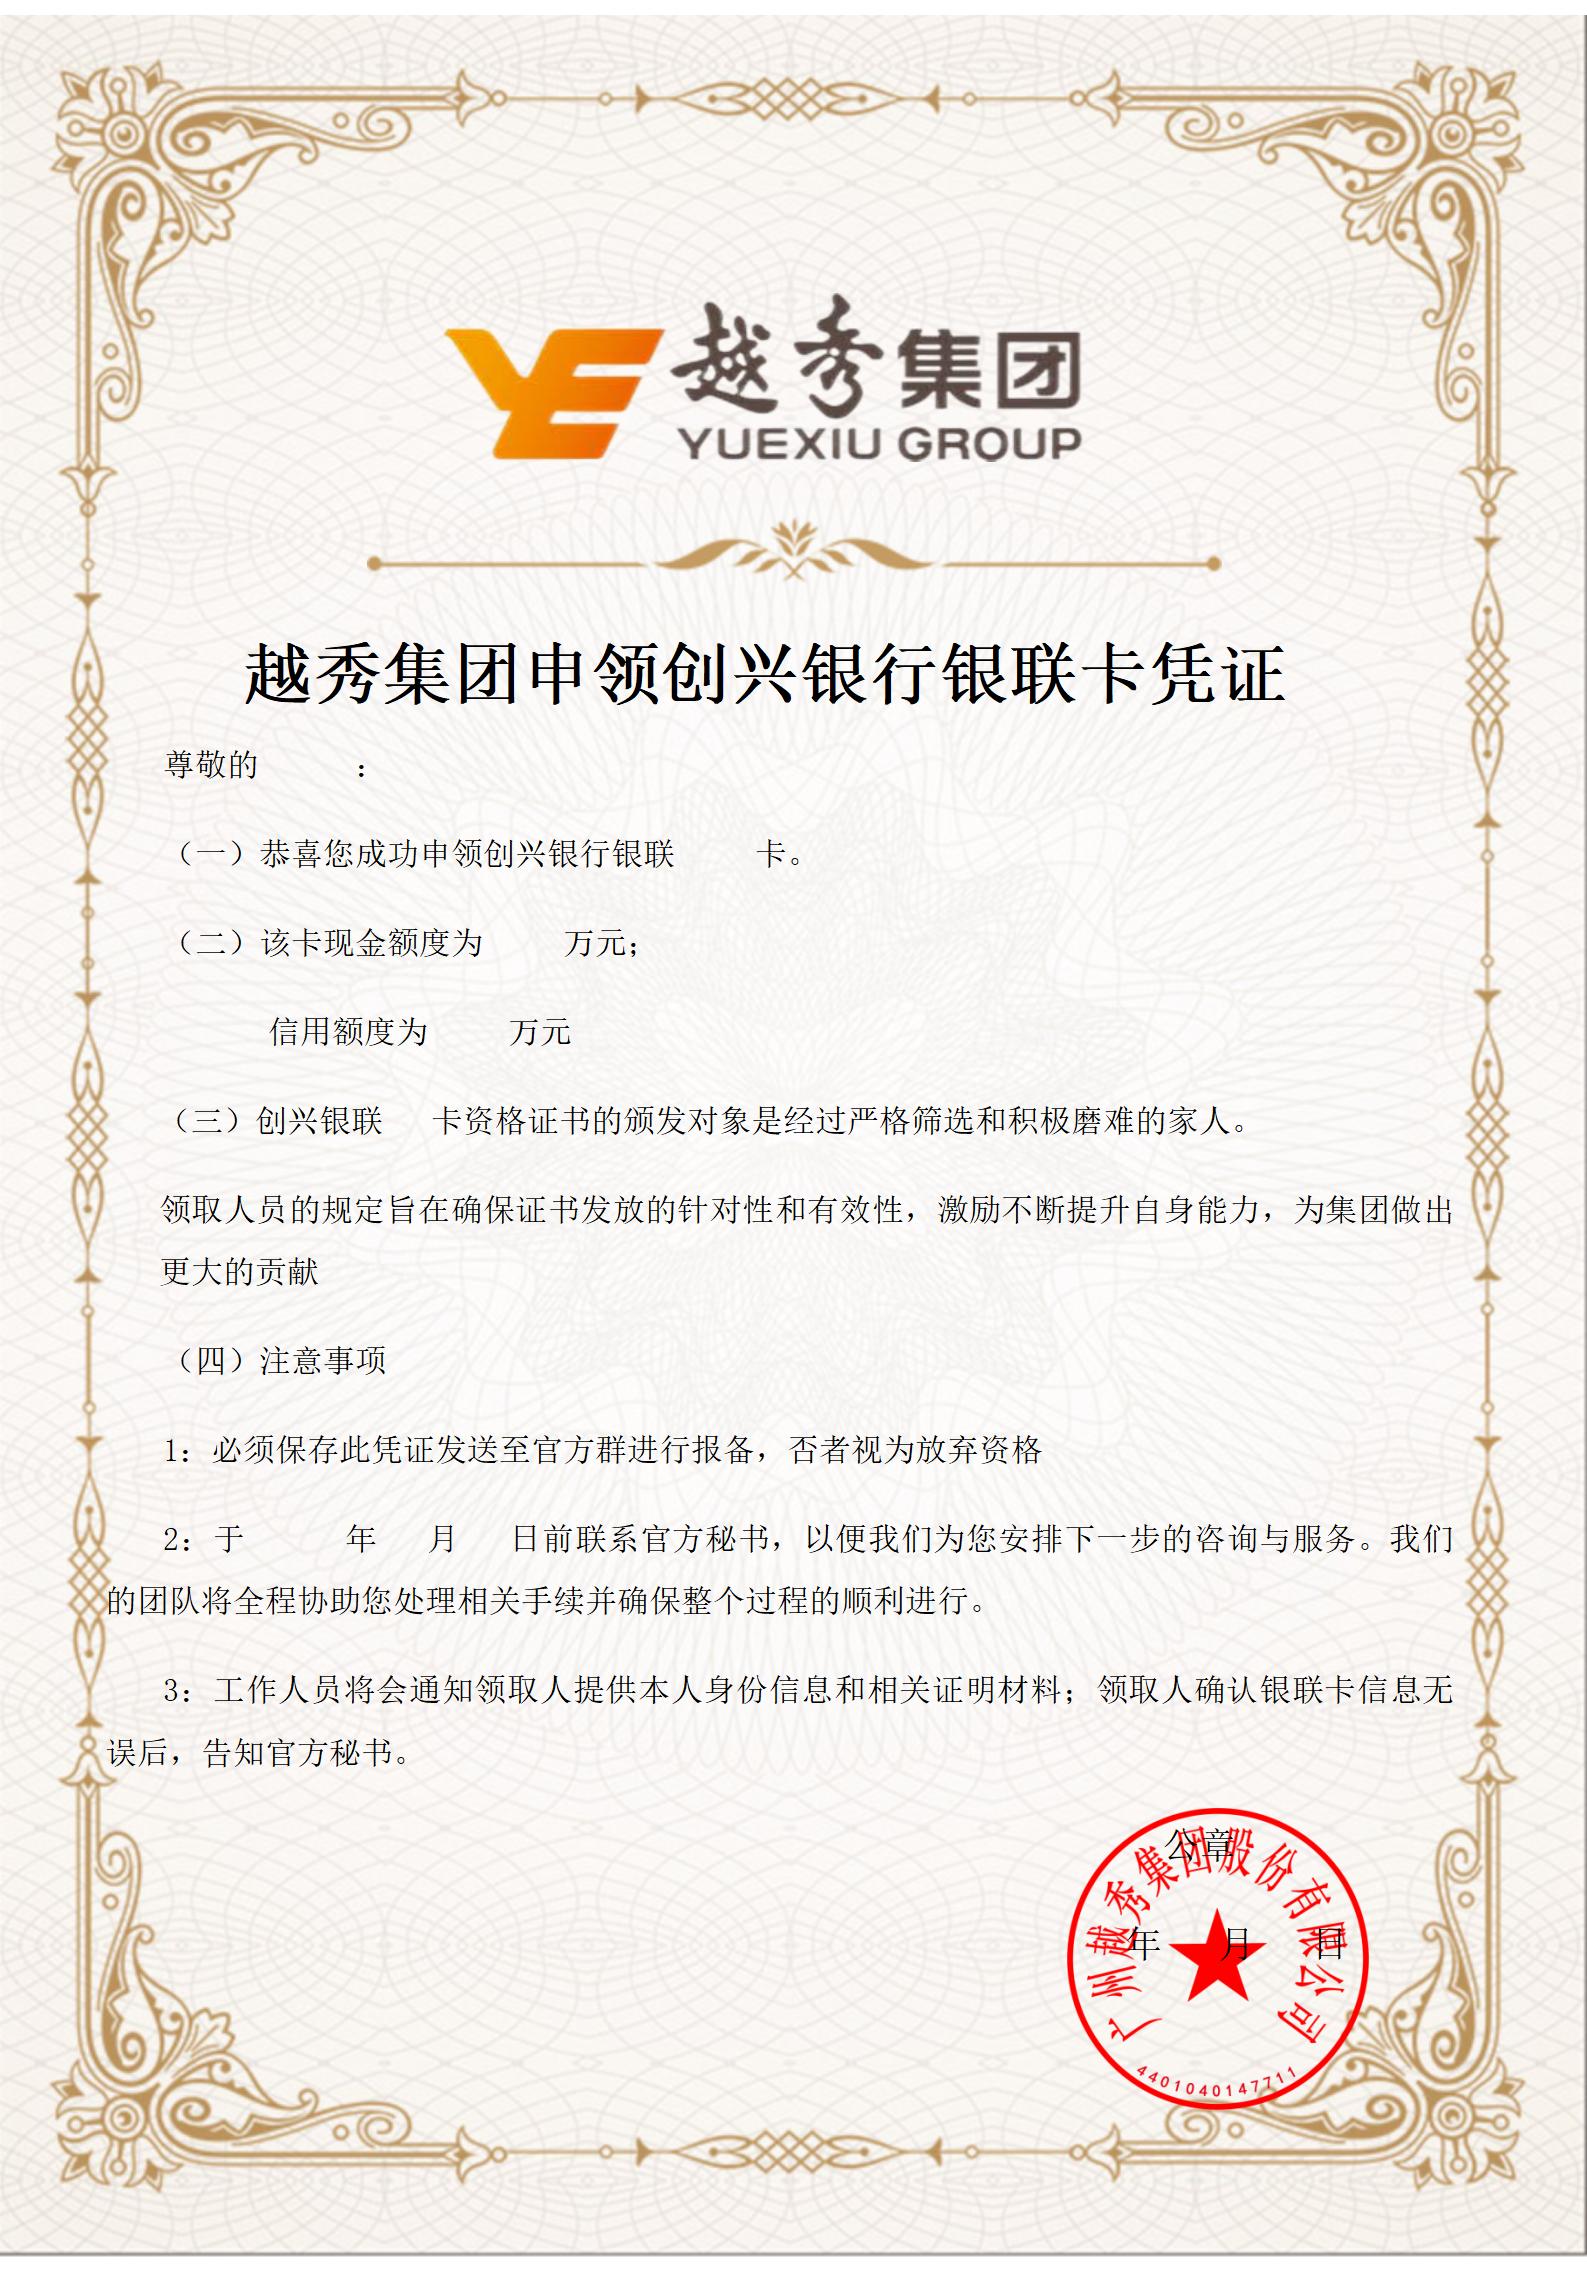 越秀集团
YUEXIU GROUP
越秀集团申领创兴银行银联卡凭证
尊敬的 ：
（一）恭喜您成功申领创兴银行银联 卡。
（二）该卡现金额度为 万元；
信用额度为 万元
（三）创兴银联 卡资格证书的颁发对象是经过严格筛选和积极磨难的家人。
领取人员的规定旨在确保证书发放的针对性和有效性，激励不断提升自身能力，为集团做出
更大的贡献
（四）注意事项
1：必须保存此凭证发送至官方群进行报备，否者视为放弃资格
2：于 年 月 日前联系官方秘书，以便我们为您安排下一步的咨询与服务。我们
的团队将全程协助您处理相关手续并确保整个过程的顺利进行。
3：工作人员将会通知领取人提供本人身份信息和相关证明材料；领取人确认银联卡信息无
误后，告知官方秘书。
公章
年 月 日
广州越秀集团股份有限公司
4401040147711